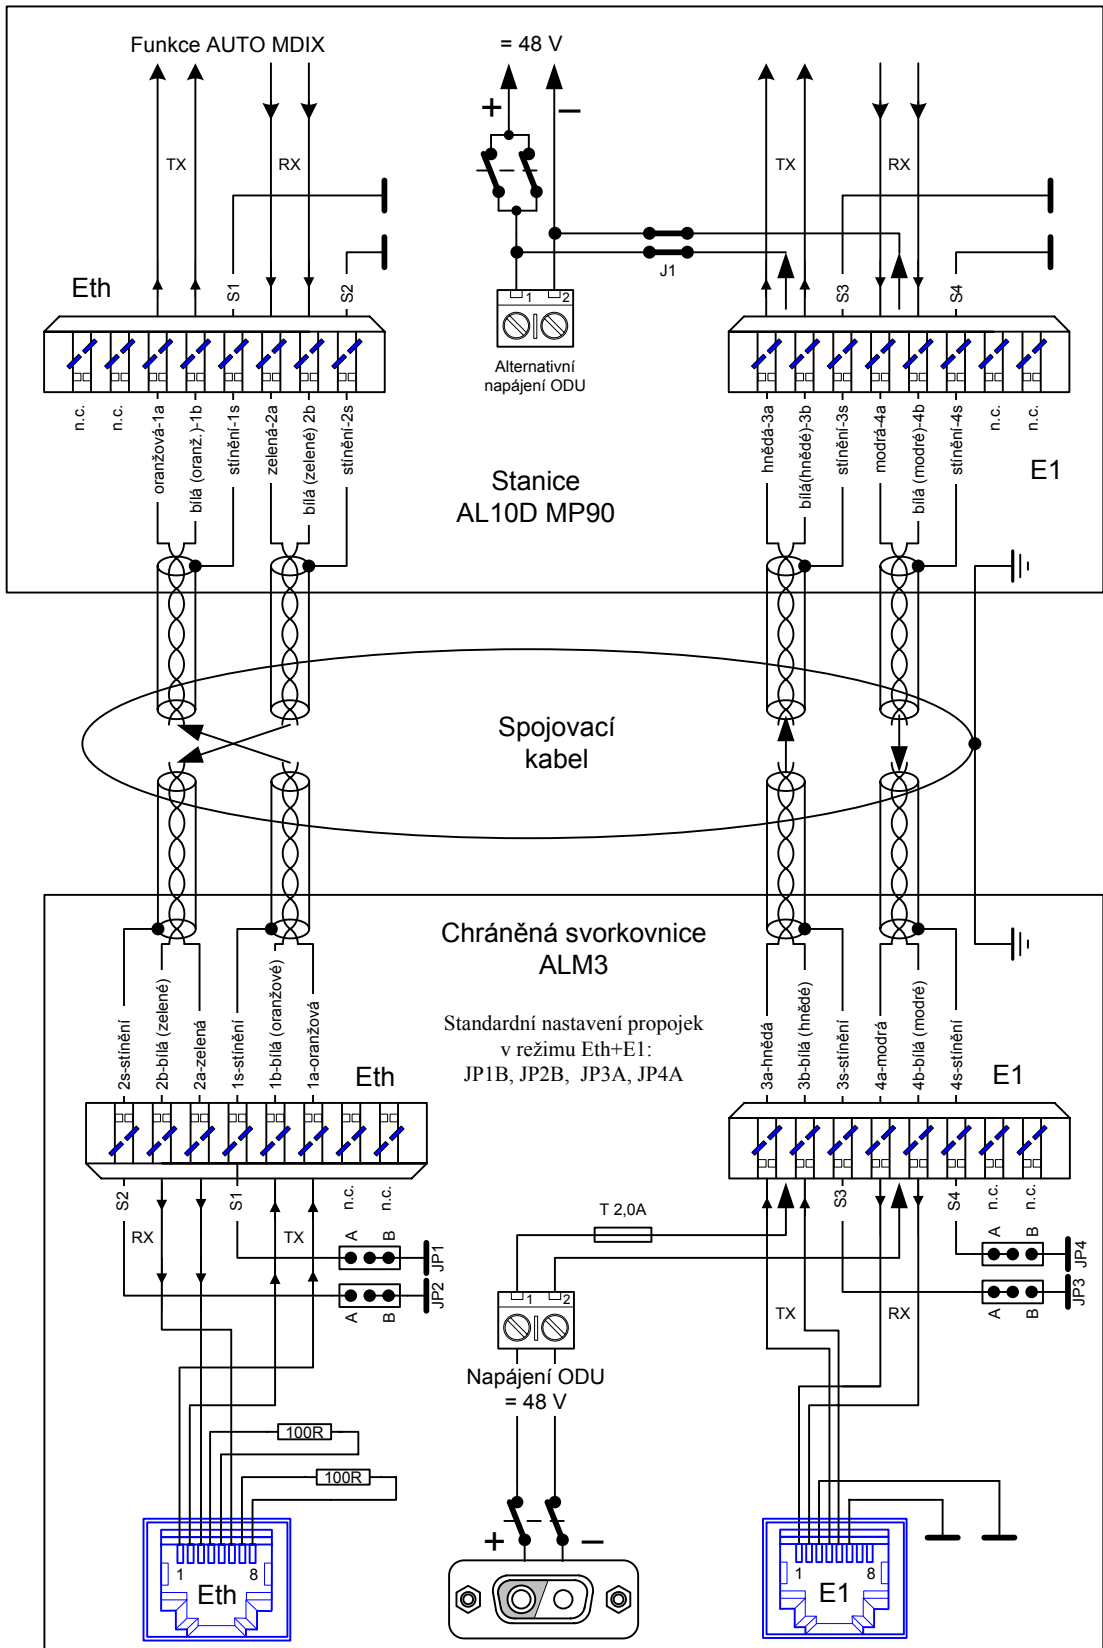 Funkce AUTO MDIX
= 48 V
+
–
TX
RX
TX
RX
J1
Eth
S1
S2
1
2
S3
S4
Alternativní
napájení ODU
n.c.
n.c.
oranžová-1a
bílá (oranž.)-1b
stínění-1s
zelená-2a
bílá (zelené) 2b
stínění-2s
hnědá-3a
bílá(hnědé)-3b
stínění-3s
modrá-4a
bílá (modré)-4b
stínění-4s
n.c.
n.c.
E1
Stanice
AL10D MP90
Spojovací
kabel
Chráněná svorkovnice
ALM3
Standardní nastavení propojek
v režimu Eth+E1:
JP1B, JP2B, JP3A, JP4A
2s-stínění
2b-bílá (zelené)
2a-zelená
1s-stínění
1b-bílá (oranžové)
1a-oranžová
Eth
3a-hnědá
3b-bílá (hnědé)
3s-stínění
4a-modrá
4b-bílá (modré)
4s-stínění
E1
S2
RX
S1
TX
n.c.
n.c.
A
B
JP1
JP2
A
B
T 2,0A
S3
S4
n.c.
n.c.
A
B
JP4
JP3
A
B
1
2
TX
RX
Napájení ODU
= 48 V
100R
100R
+
–
1
8
Eth
1
8
E1